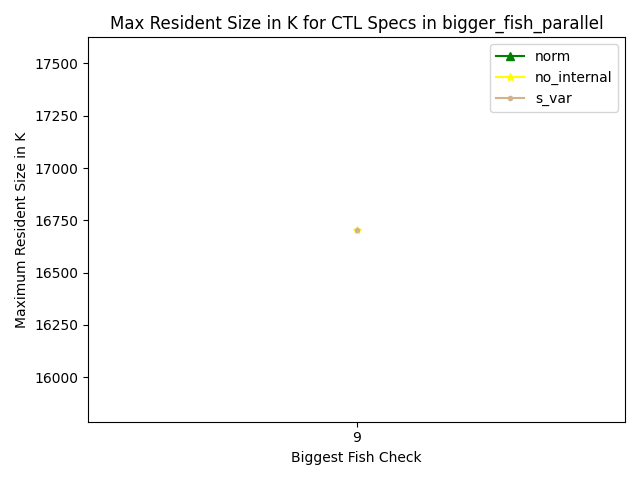 Max Resident Size in K for CTL Specs in bigger_fish_parallel
norm
no_internal
s_var
17500
17250
17000
16750
16500
16250
16000
Maximum Resident Size in K
9
Biggest Fish Check